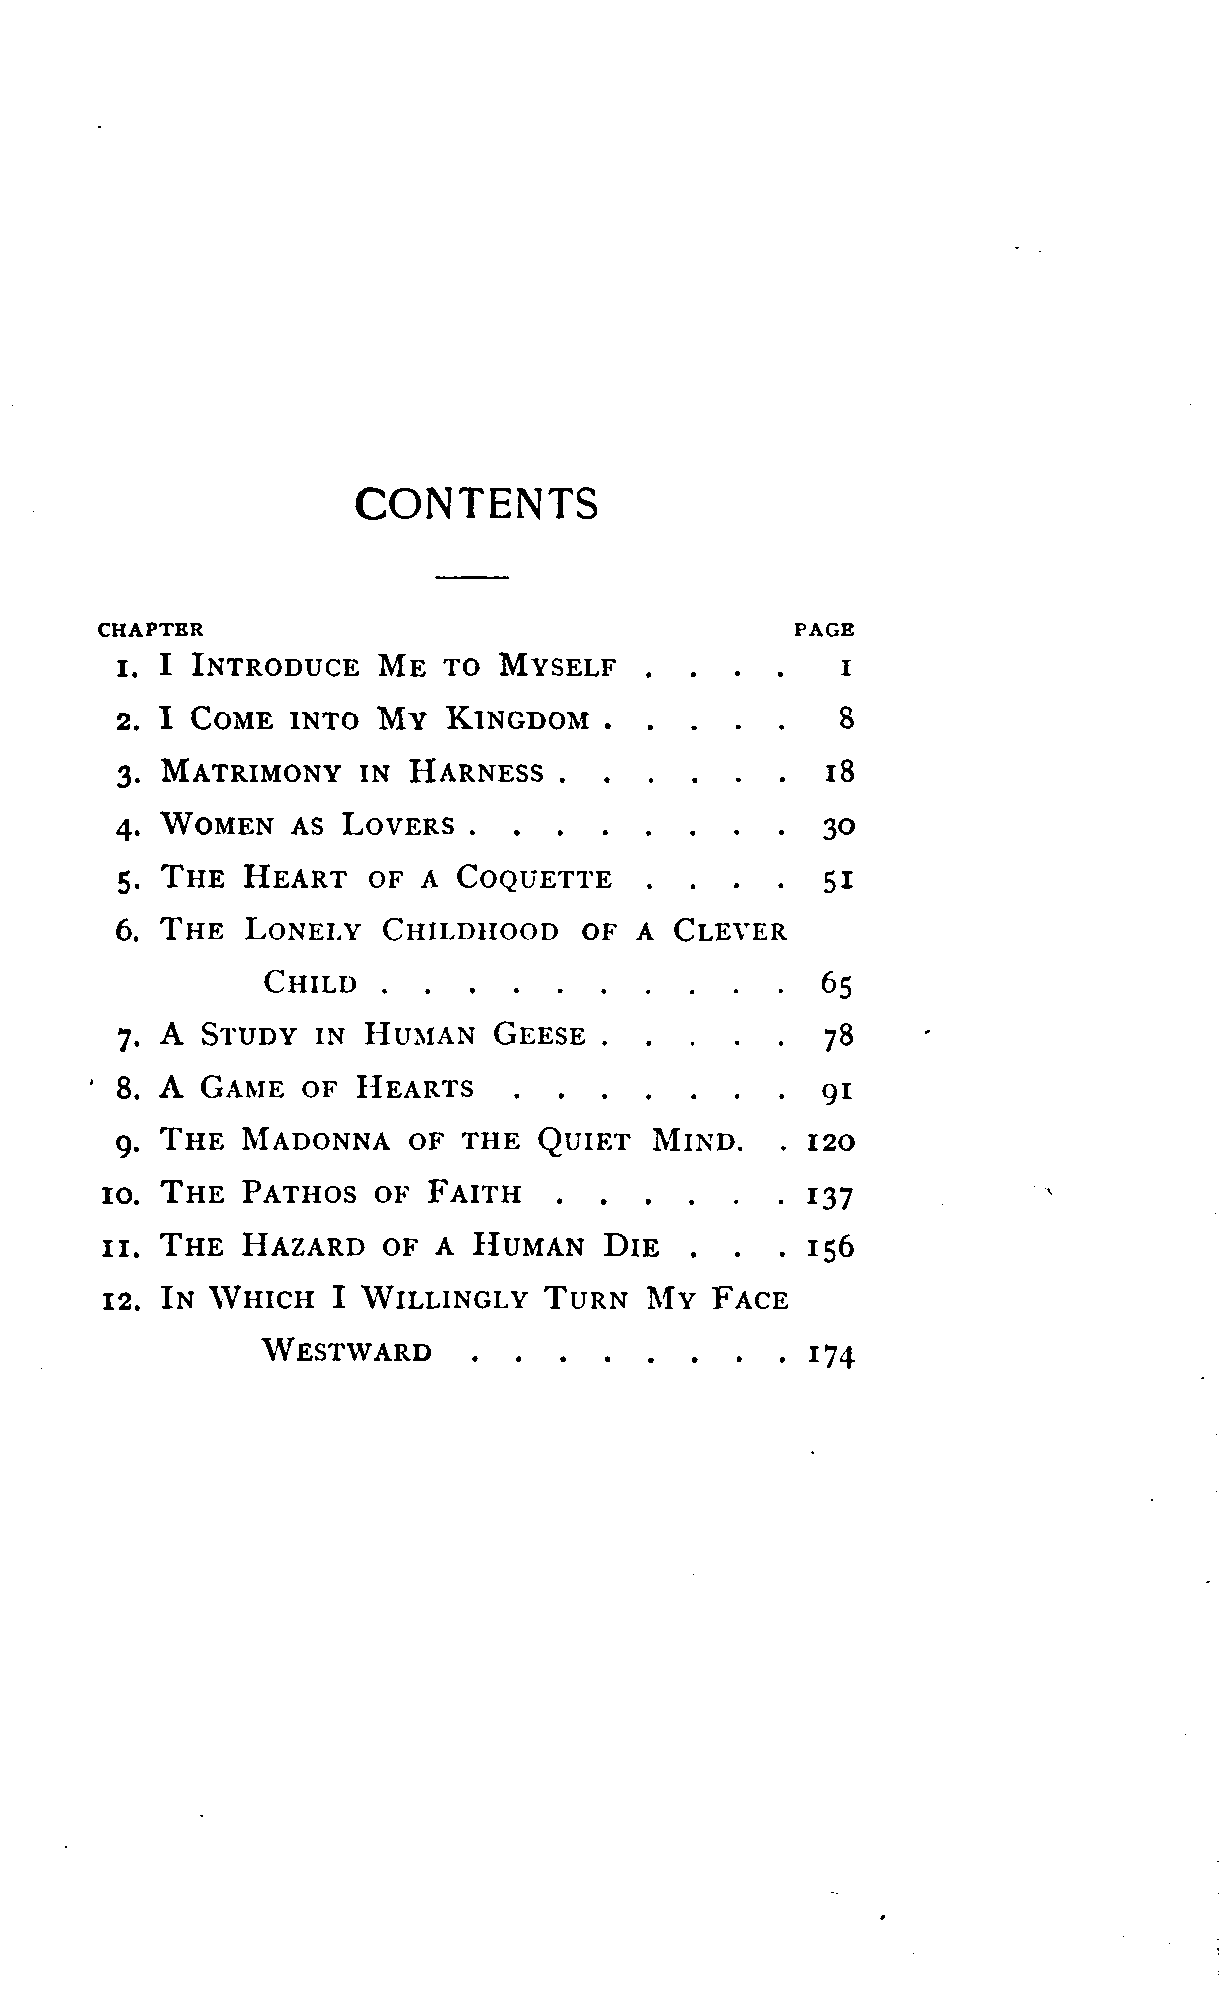 CONTENTS
CHAPTER PAGE
1. I INTRODUCE ME TO MYSELF . . . . 1
2. I COME INTO MY KINGDOM . . . . . 8
3. MATRIMONY IN HARNESS . . . . . . 18
4. WOMEN AS LOVERS . . . . . . . . 30
5. THE HEART OF A COQUETTE . . . . 51
6. THE LONELY CHILDHOOD OF A CLEVER
CHILD . . . . . . . . . . 65
7. A STUDY IN HUMAN GEESE . . . . . 78
8. A GAME OF HEARTS . . . . . . . 91
9. THE MADONNA OF THE QUIET MIND. . 120
10. THE PATHOS OF FAITH . . . . . . 137
11. THE HAZARD OF A HUMAN DIE . . . 156
12. IN WHICH I WILLINGLY TURN MY FACE
WESTWARD . . . . . . . . 174